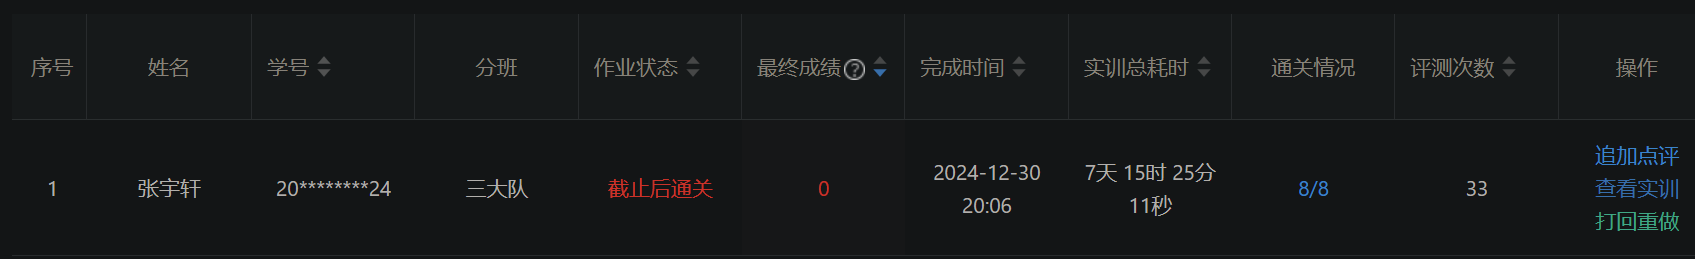 序号 姓名 学号 分班 作业状态 最终成绩? 完成时间 实训总耗时 通关情况 评测次数 操作
1 张宇轩 20********24 三大队 截止后通关 0 2024-12-30 20:06 7天 15时 25分 11秒 8/8 33 追加点评
查看实训
打回重做